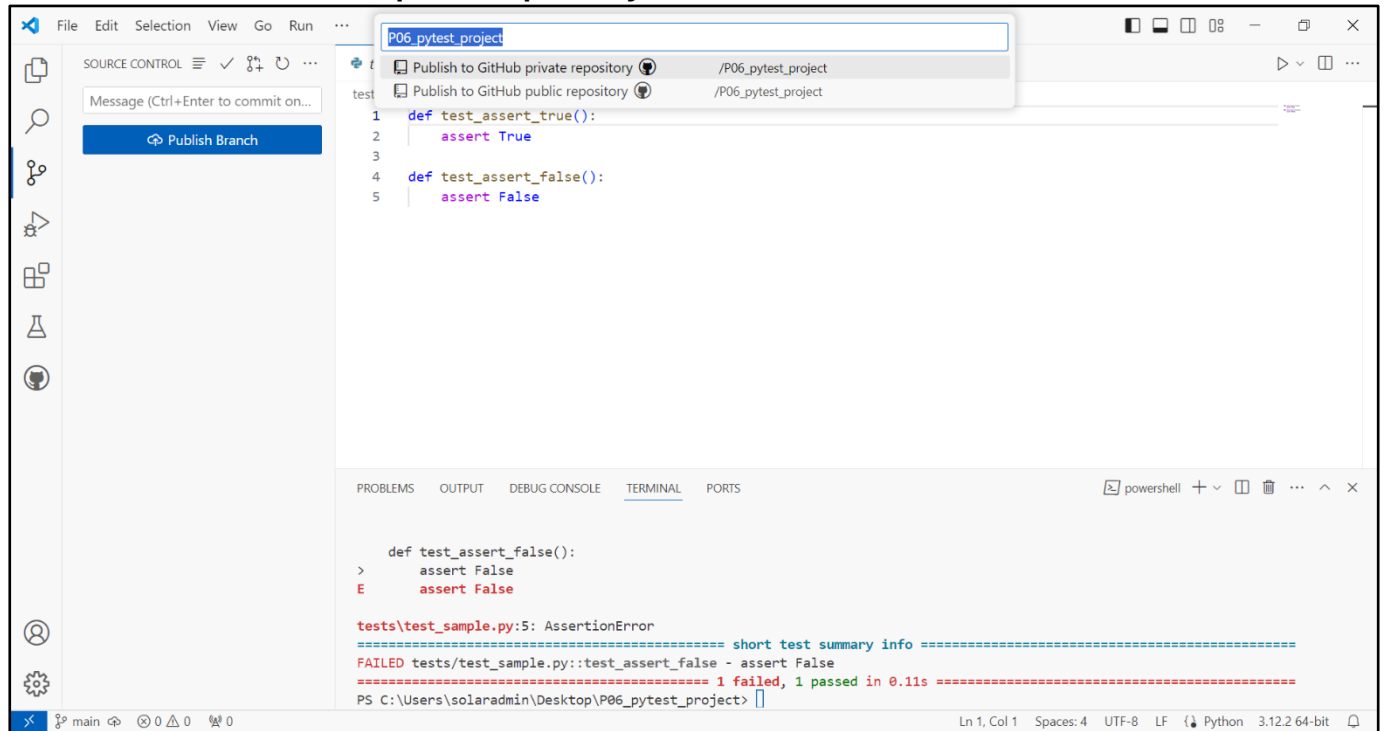 File Edit Selection View Go Run ···
P06_pytest_project
Publish to GitHub private repository /P06_pytest_project
Publish to GitHub public repository /P06_pytest_project
SOURCE CONTROL
Message (Ctrl+Enter to commit on...
Publish Branch
t
test
1 def test_assert_true():
2 assert True
3
4 def test_assert_false():
5 assert False
PROBLEMS OUTPUT DEBUG CONSOLE TERMINAL PORTS
powershell
def test_assert_false():
> assert False
E assert False
tests\test_sample.py:5: AssertionError
=============================================== short test summary info ================================================
FAILED tests/test_sample.py::test_assert_false - assert False
============================================= 1 failed, 1 passed in 0.11s ==============================================
PS C:\Users\solaradmin\Desktop\P06_pytest_project>
main 0 0 0 Ln 1, Col 1 Spaces: 4 UTF-8 LF Python 3.12.2 64-bit